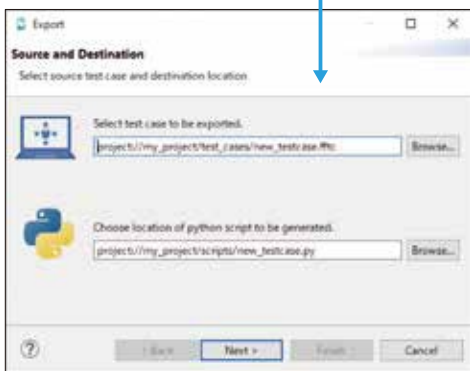 Export
Source and Destination
Select source test case and destination location
Select test case to be exported.
project://my_project/test_cases/new_testcase.fftc
Browse...
Choose location of python script to be generated.
project://my_project/scripts/new_testcase.py
Browse...
?
< Back
Next >
Finish
Cancel